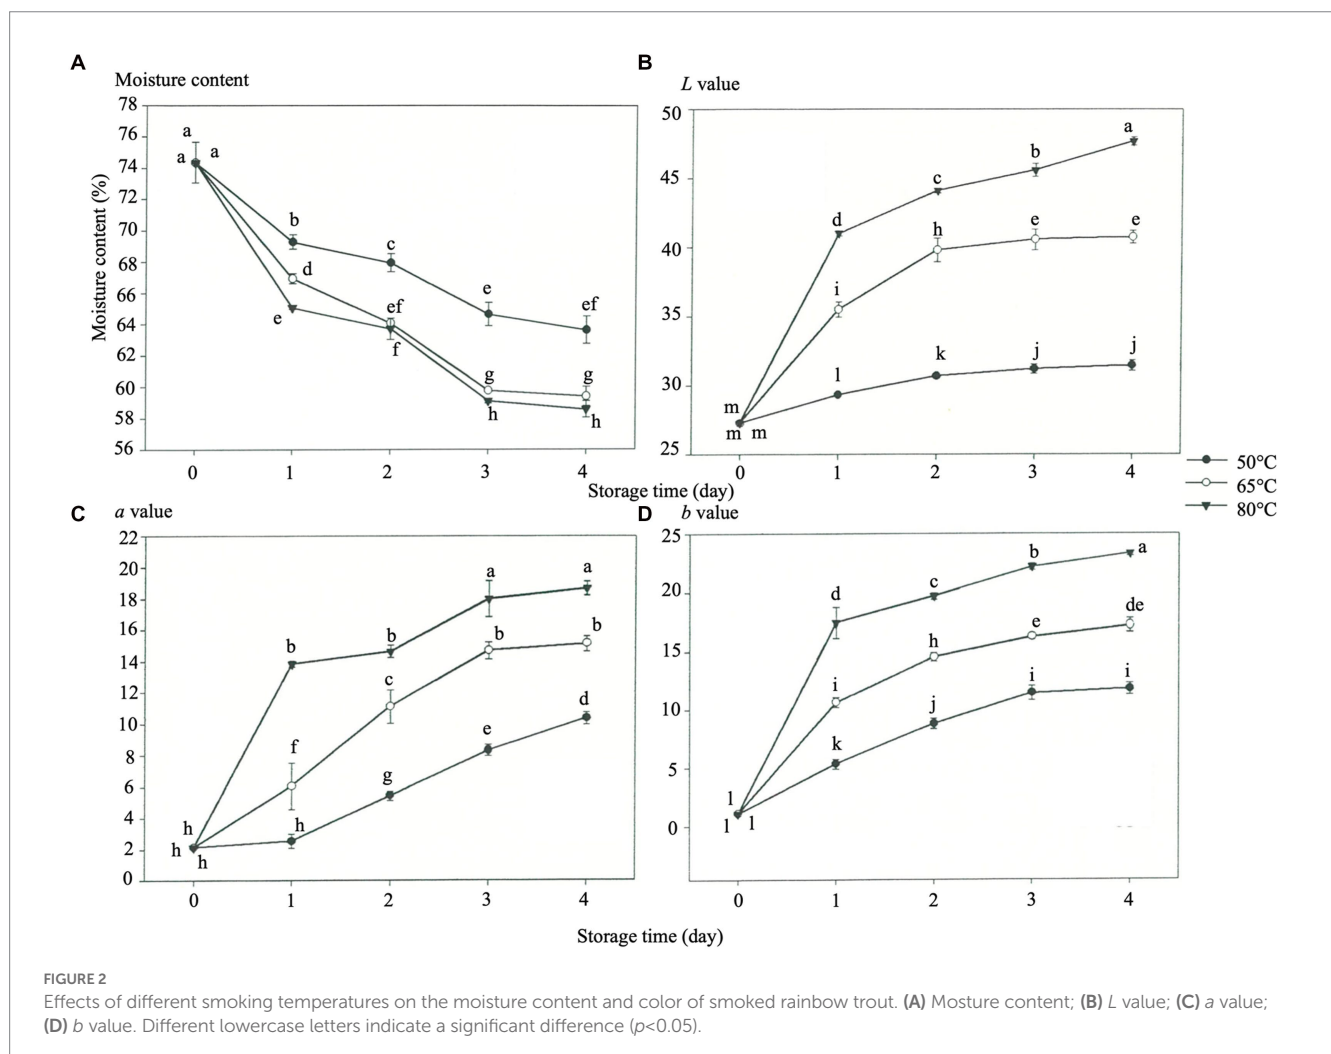 A
Moisture content
78
76
74
72
70
68
66
64
62
60
58
56
Moisture content (%)
a
a a
b
c
d
e
e
ef
ef
f
g
g
h
h
0 1 2 3 4
B
L value
50
45
40
35
30
25
a
b
c
d
h
e
e
i
l
k
j
j
m
m m
0 1 2 3 4
Storage time (day)
50°C
65°C
80°C
C
a value
22
20
18
16
14
12
10
8
6
4
2
0
a
a
b
b
b
b
c
d
e
f
g
h
h
h
h
0 1 2 3 4
D
b value
25
20
15
10
5
0
a
b
c
d
de
e
h
i
i
i
j
k
l
l l
0 1 2 3 4
Storage time (day)
FIGURE 2
Effects of different smoking temperatures on the moisture content and color of smoked rainbow trout. (A) Mosture content; (B) L value; (C) a value;
(D) b value. Different lowercase letters indicate a significant difference (p<0.05).